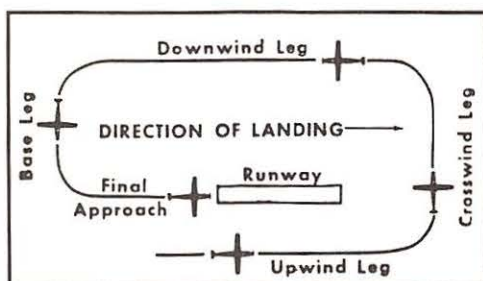 Downwind Leg
Base Leg
DIRECTION OF LANDING
Crosswind Leg
Final
Approach
Runway
Upwind Leg